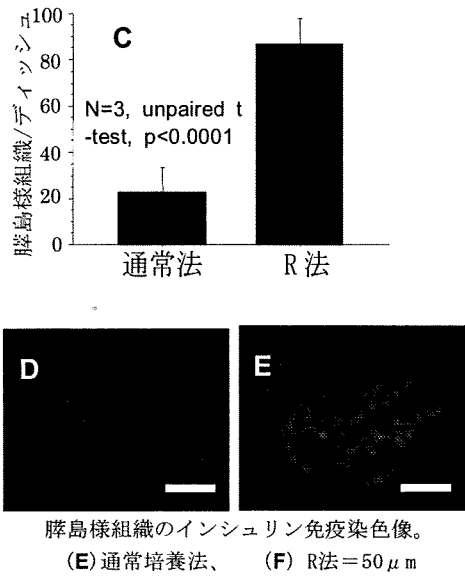 C
膵島様組織/ディッシュ
100
80
60
40
20
0
N=3, unpaired t
-test, p<0.0001
通常法
R法
D
E
膵島様組織のインシュリン免疫染色像。
(E)通常培養法、 (F) R法=50μm